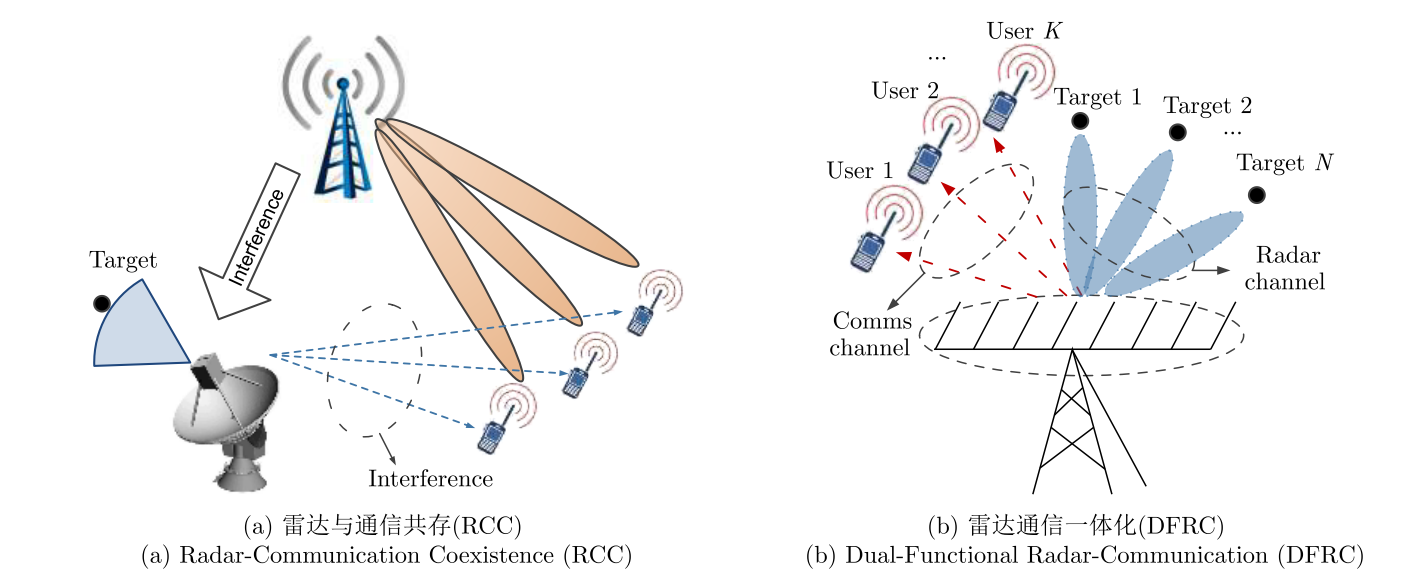 Interference
Target
Interference
(a) 雷达与通信共存(RCC)
(a) Radar-Communication Coexistence (RCC)
User K
...
User 2
Target 1
Target 2
...
User 1
Target N
Radar
channel
Comms
channel
(b) 雷达通信一体化(DFRC)
(b) Dual-Functional Radar-Communication (DFRC)